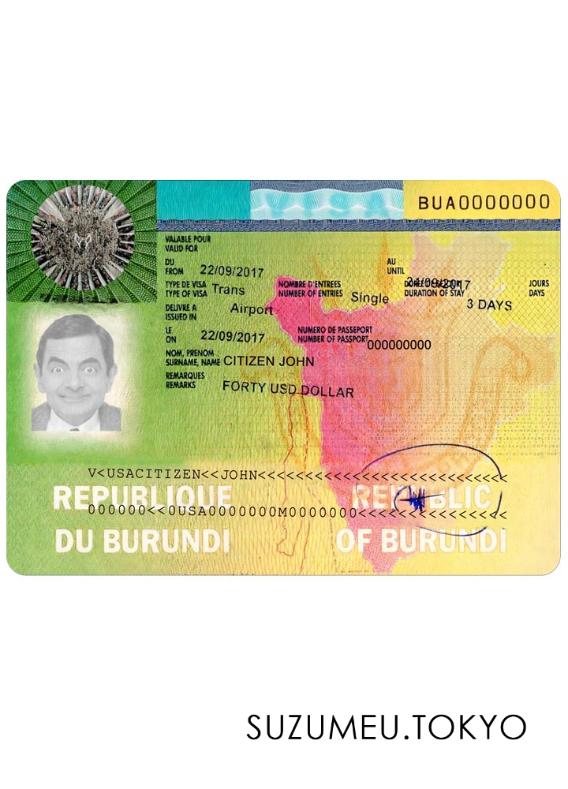 BUA0000000
VALABLE POUR
VALID FOR
DU
FROM 22/09/2017
AU
UNTIL 24/09/2017
TYPE DE VISA
TYPE OF VISA Trans
NOMBRE D'ENTREES
NUMBER OF ENTRIES Single
DURATION OF STAY 3 DAYS
JOURS
DAYS
DELIVRE A
ISSUED IN Airport
LE
ON 22/09/2017
NUMERO DE PASSEPORT
NUMBER OF PASSPORT 000000000
NOM, PRENOM
SURNAME, NAME CITIZEN JOHN
REMARQUES
REMARKS FORTY USD DOLLAR
V<USACITIZEN<<JOHN<<<<<<<<<<<<<<<<<<<<<<<
REPUBLIQUE
DU BURUNDI
REPUBLIC
OF BURUNDI
000000<<0USA0000000M0000000<<<<<<<<<<<<<
SUZUMEU.TOKYO